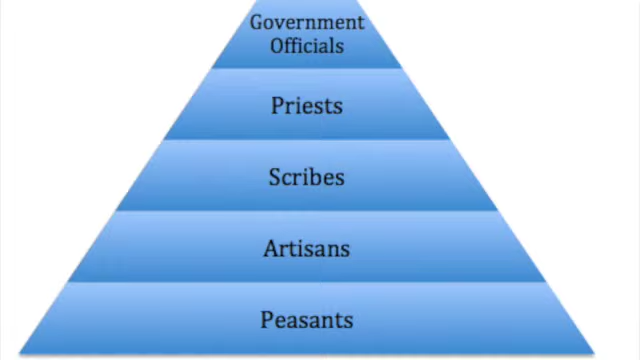 Government
Officials
Priests
Scribes
Artisans
Peasants